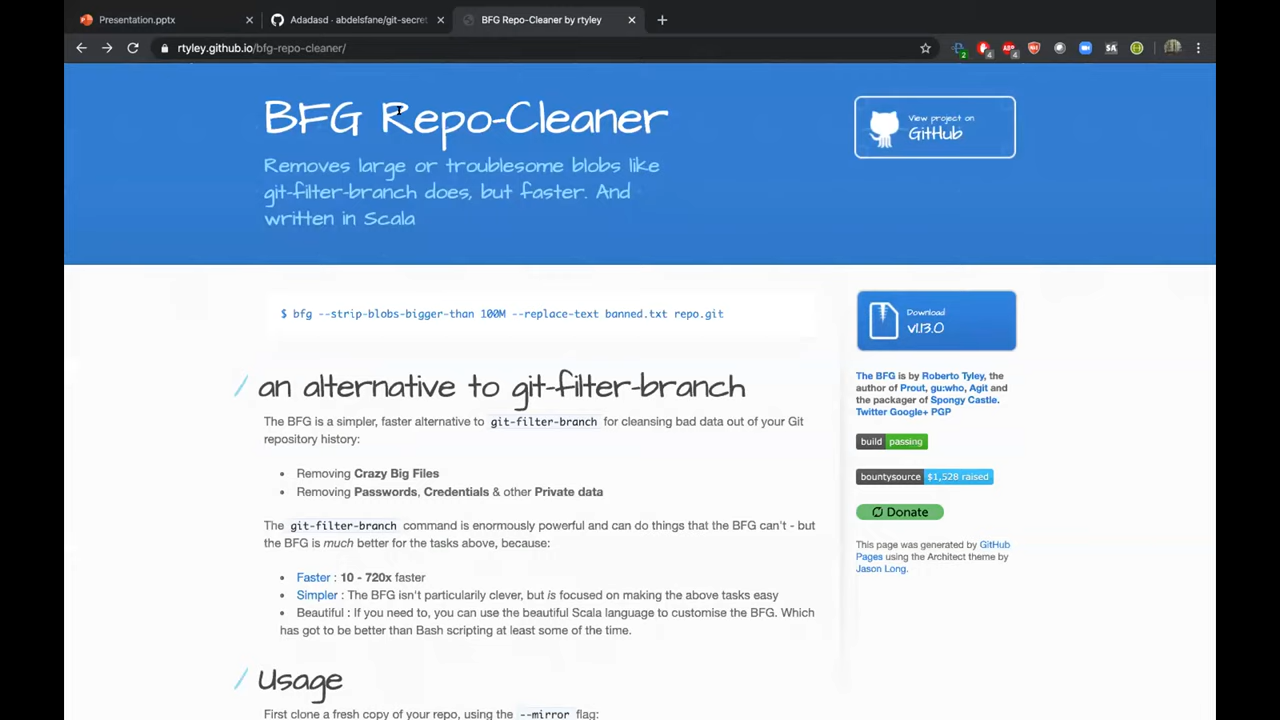 Presentation.pptx
Adadasd · abdelsfane/git-secret
BFG Repo-Cleaner by rtyley
rtyley.github.io/bfg-repo-cleaner/
BFG Repo-Cleaner
Removes large or troublesome blobs like
git-filter-branch does, but faster. And
written in Scala
View project on
GitHub
$ bfg --strip-blobs-bigger-than 100M --replace-text banned.txt repo.git
Download
v1.13.0
/ an alternative to git-filter-branch
The BFG is a simpler, faster alternative to git-filter-branch for cleansing bad data out of your Git
repository history:
• Removing Crazy Big Files
• Removing Passwords, Credentials & other Private data
The git-filter-branch command is enormously powerful and can do things that the BFG can't - but
the BFG is much better for the tasks above, because:
• Faster : 10 - 720x faster
• Simpler : The BFG isn't particularly clever, but is focused on making the above tasks easy
• Beautiful : If you need to, you can use the beautiful Scala language to customise the BFG. Which
has got to be better than Bash scripting at least some of the time.
/ Usage
First clone a fresh copy of your repo, using the --mirror flag:
The BFG is by Roberto Tyley, the
author of Prout, gu:who, Agit and
the packager of Spongy Castle.
Twitter Google+ PGP
build passing
bountysource $1,528 raised
Donate
This page was generated by GitHub
Pages using the Architect theme by
Jason Long.